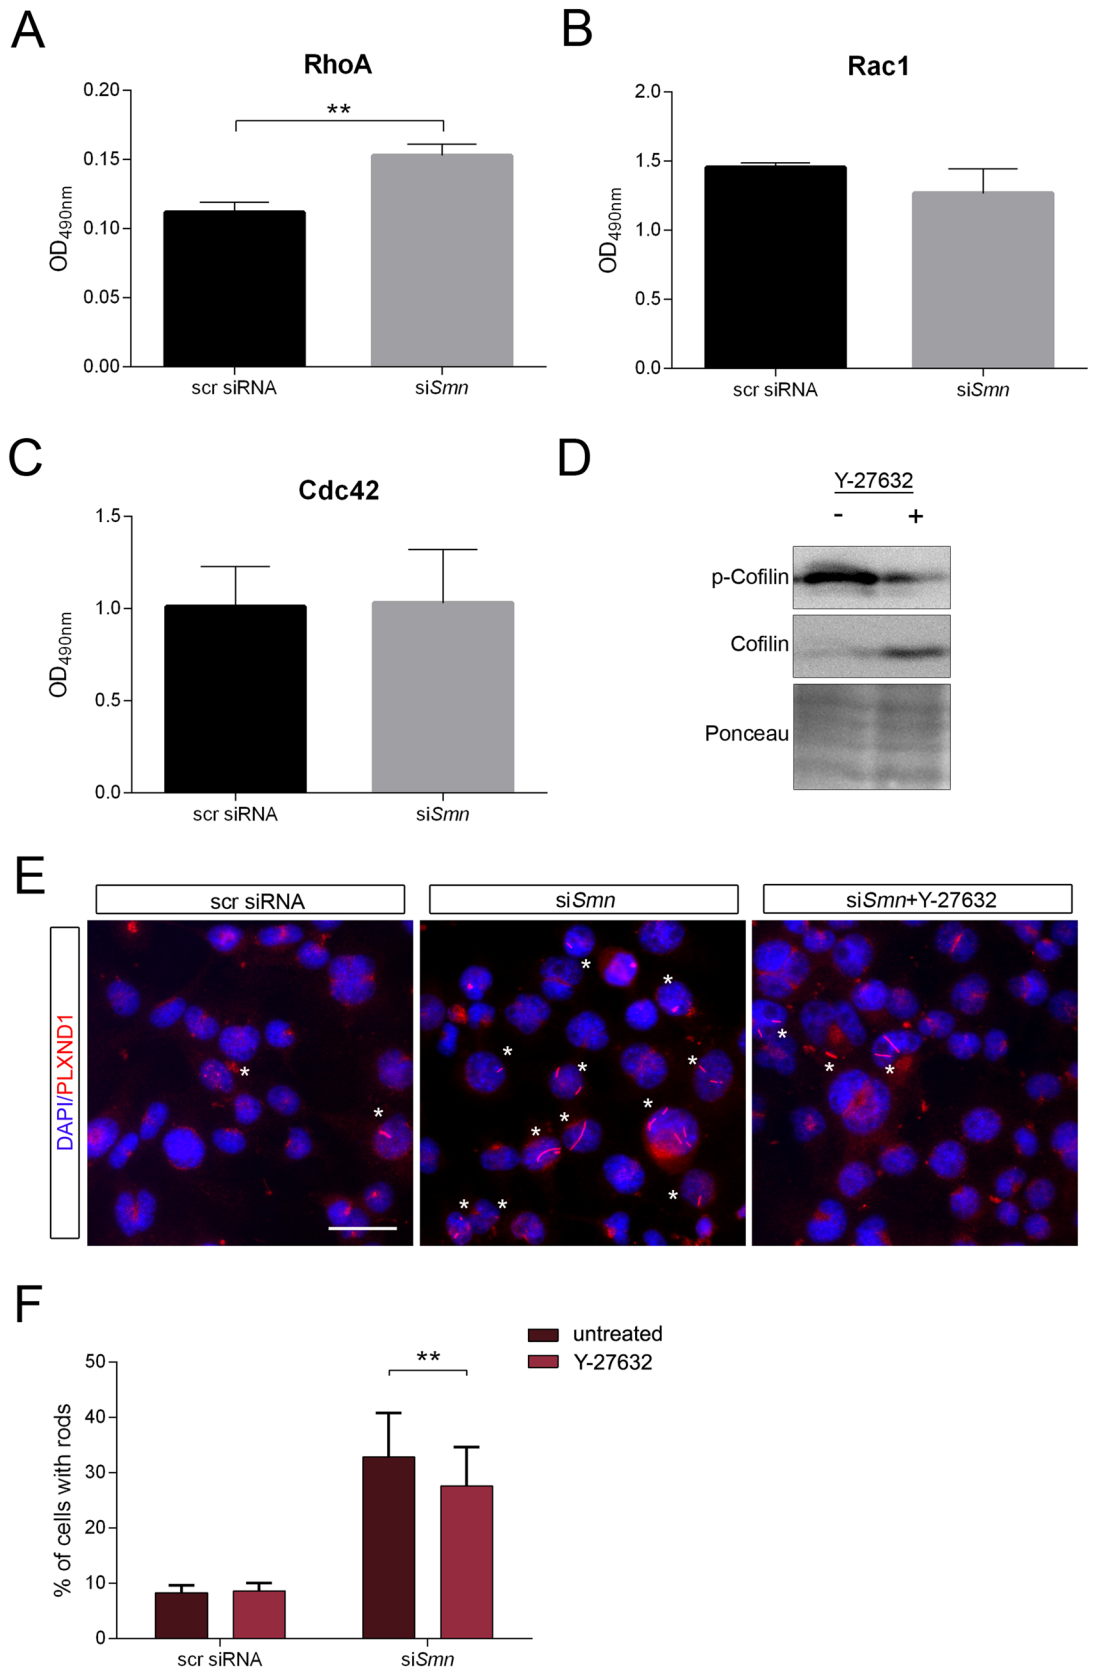 A
RhoA
0.20
0.15
0.10
0.05
0.00
OD490nm
**
scr siRNA
siSmn
B
Rac1
2.0
1.5
1.0
0.5
0.0
OD490nm
scr siRNA
siSmn
C
Cdc42
1.5
1.0
0.5
0.0
OD490nm
scr siRNA
siSmn
D
Y-27632
- +
p-Cofilin
Cofilin
Ponceau
E
scr siRNA
siSmn
siSmn+Y-27632
DAPI/PLXND1
* *
* * * * * * * * * * *
* * *
F
untreated
Y-27632
**
50
40
30
20
10
0
% of cells with rods
scr siRNA
siSmn